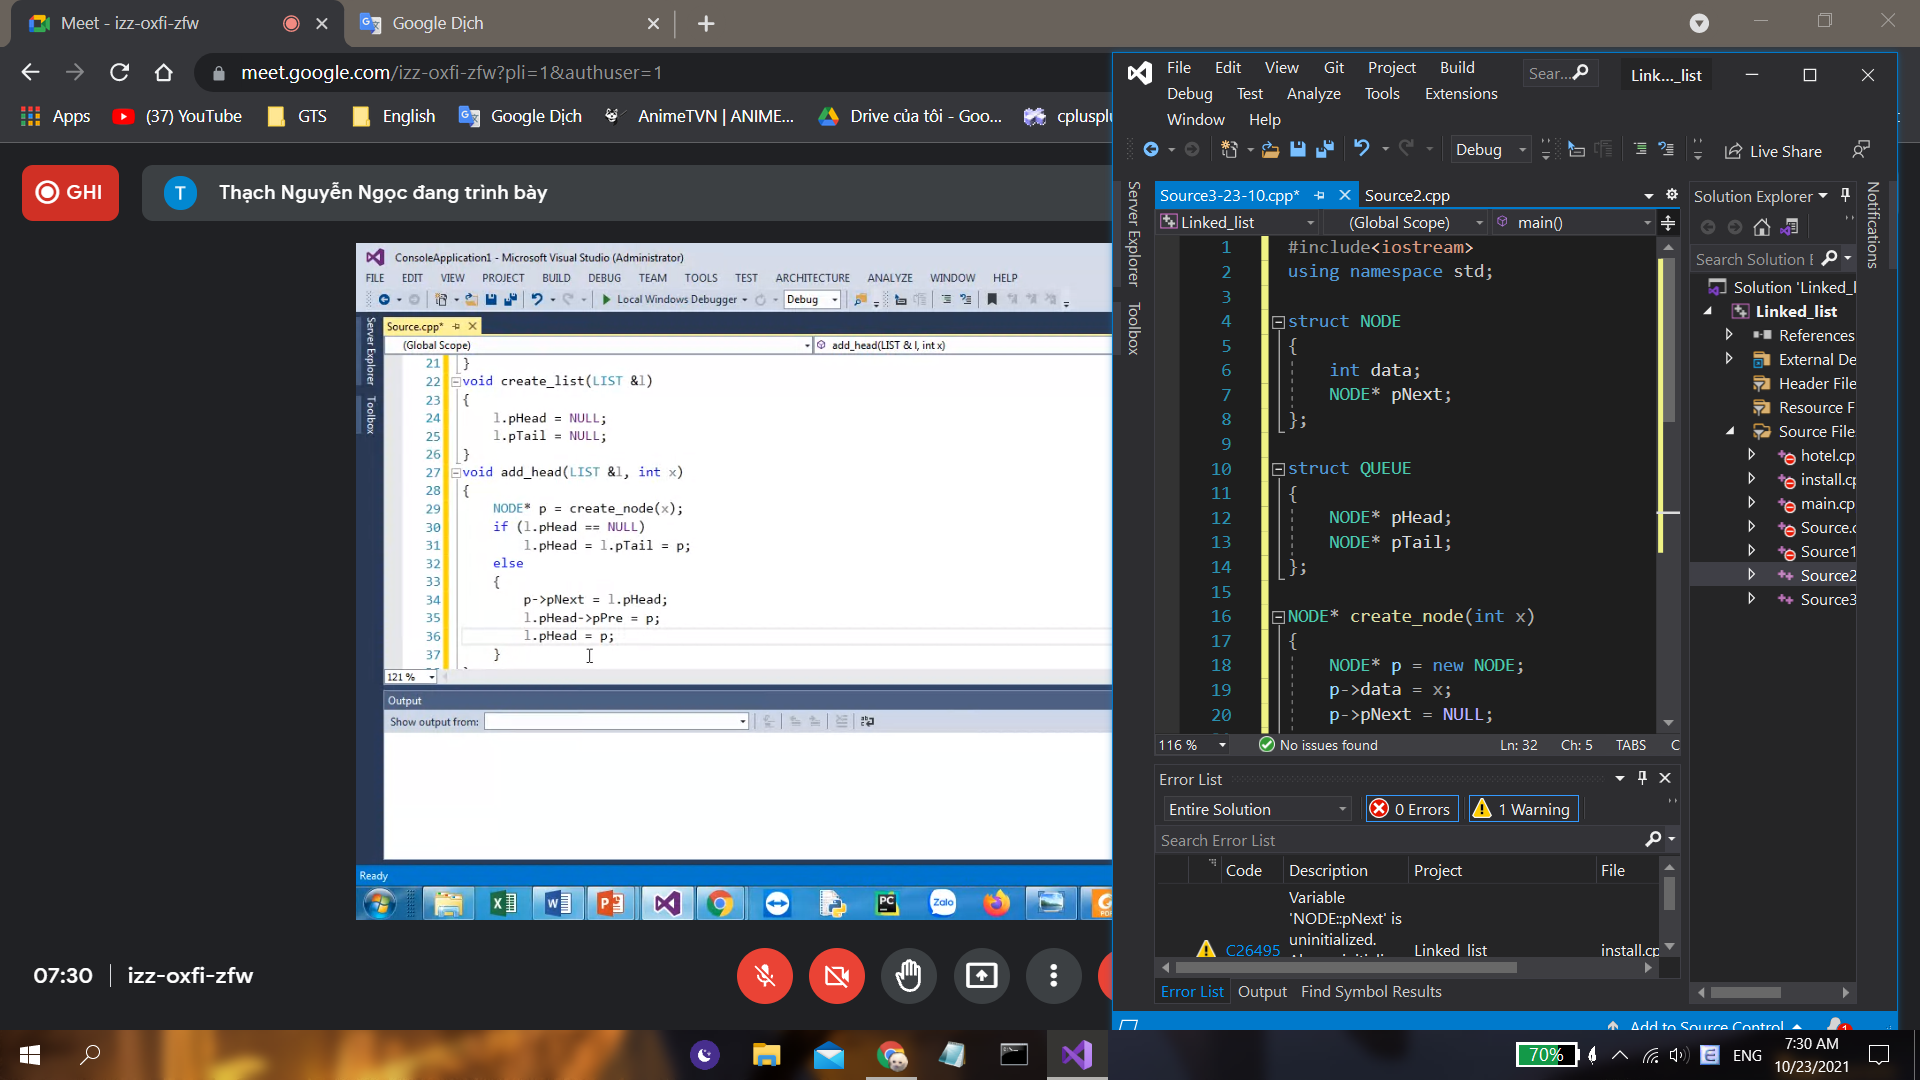 Meet - izz-oxfi-zfw
Google Dịch
meet.google.com/izz-oxfi-zfw?pli=1&authuser=1
Apps
(37) YouTube
GTS
English
Google Dịch
AnimeTVN | ANIME...
Drive của tôi - Goo...
cplusplu
GHI
T
Thạch Nguyễn Ngọc đang trình bày
ConsoleApplication1 - Microsoft Visual Studio (Administrator)
FILE EDIT VIEW PROJECT BUILD DEBUG TEAM TOOLS TEST ARCHITECTURE ANALYZE WINDOW HELP
Local Windows Debugger
Debug
Server Explorer
Toolbox
Source.cpp*
(Global Scope)
add_head(LIST & l, int x)
21 }
22 void create_list(LIST &l)
23 {
24 l.pHead = NULL;
25 l.pTail = NULL;
26 }
27 void add_head(LIST &l, int x)
28 {
29 NODE* p = create_node(x);
30 if (l.pHead == NULL)
31 l.pHead = l.pTail = p;
32 else
33 {
34 p->pNext = l.pHead;
35 l.pHead->pPre = p;
36 l.pHead = p;
37 }
121 %
Output
Show output from:
Ready
07:30
izz-oxfi-zfw
File Edit View Git Project Build
Debug Test Analyze Tools Extensions
Window Help
Sear...
Link..._list
Debug
Live Share
Server Explorer
Toolbox
Source3-23-10.cpp*
Source2.cpp
Linked_list
(Global Scope)
main()
1 #include<iostream>
2 using namespace std;
3
4 struct NODE
5 {
6 int data;
7 NODE* pNext;
8 };
9
10 struct QUEUE
11 {
12 NODE* pHead;
13 NODE* pTail;
14 };
15
16 NODE* create_node(int x)
17 {
18 NODE* p = new NODE;
19 p->data = x;
20 p->pNext = NULL;
116 %
No issues found
Ln: 32
Ch: 5
TABS
C
Error List
Entire Solution
0 Errors
1 Warning
Search Error List
Code
Description
Project
File
Variable
'NODE::pNext' is
uninitialized.
C26495
Linked_list
install.cp
Error List
Output
Find Symbol Results
Solution Explorer
Notifications
Search Solution E
Solution 'Linked_l
Linked_list
References
External De
Header File
Resource F
Source File
hotel.cp
install.cp
main.cp
Source.c
Source1
Source2
Source3
Add to Source Control
1
70%
ENG
7:30 AM
10/23/2021